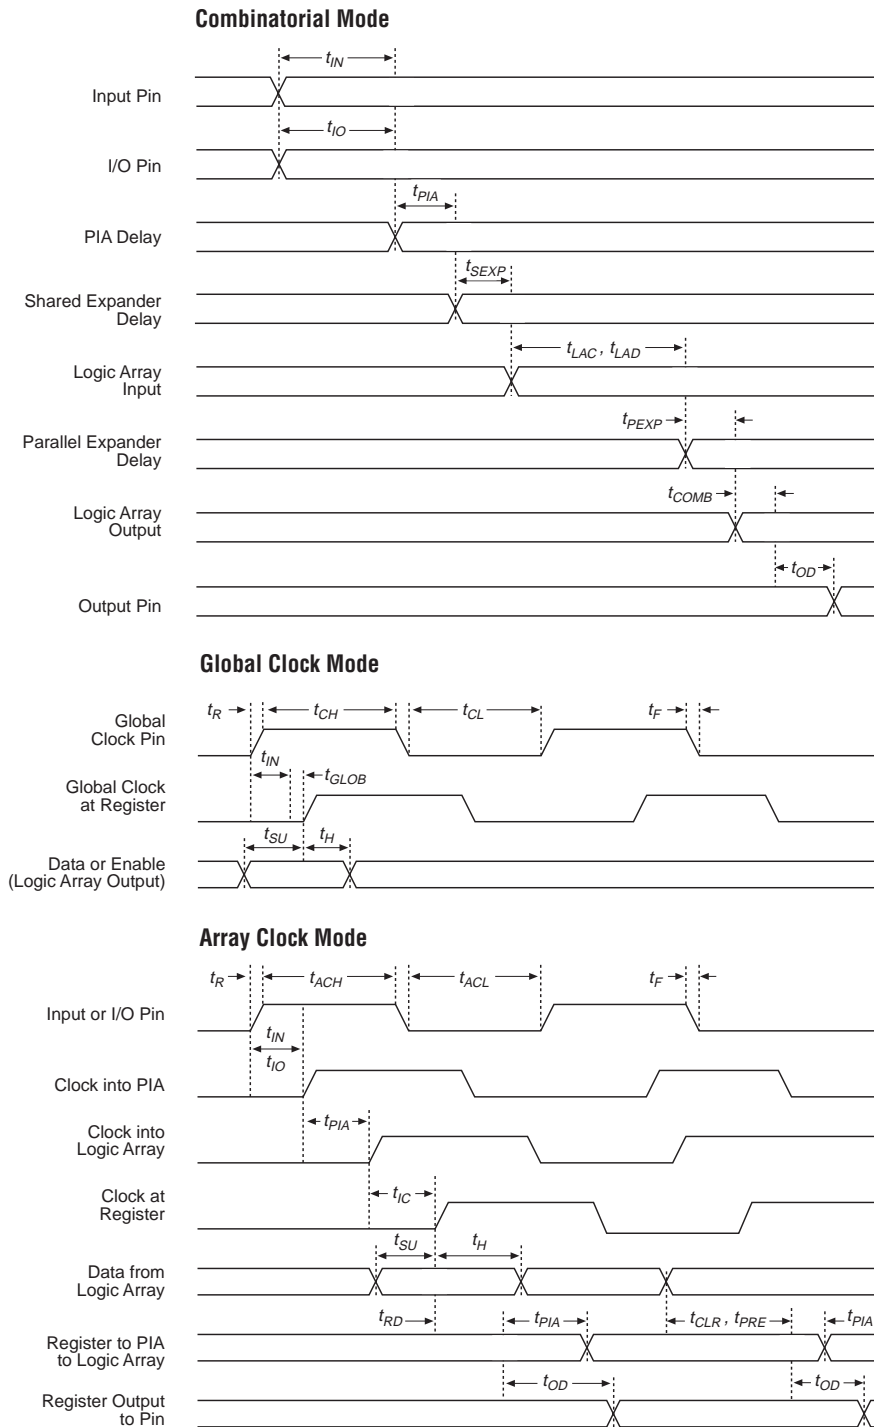 Combinatorial Mode
tIN
Input Pin
tIO
I/O Pin
tPIA
PIA Delay
tSEXP
Shared Expander
Delay
tLAC , tLAD
Logic Array
Input
tPEXP
Parallel Expander
Delay
tCOMB
Logic Array
Output
tOD
Output Pin
Global Clock Mode
tR tCH tCL tF
Global
Clock Pin
tIN tGLOB
Global Clock
at Register
tSU tH
Data or Enable
(Logic Array Output)
Array Clock Mode
tR tACH tACL tF
Input or I/O Pin
tIN
tIO
Clock into PIA
tPIA
Clock into
Logic Array
tIC
Clock at
Register
tSU tH
Data from
Logic Array
tRD tPIA tCLR , tPRE tPIA
Register to PIA
to Logic Array
tOD tOD
Register Output
to Pin